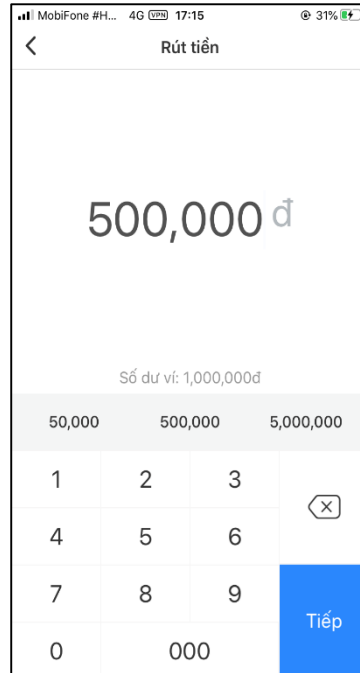 MobiFone #H... 4G VPN 17:15 31%
Rút tiền
500,000 đ
Số dư ví: 1,000,000đ
50,000 500,000 5,000,000
1 2 3
4 5 6
7 8 9
Tiếp
0 000